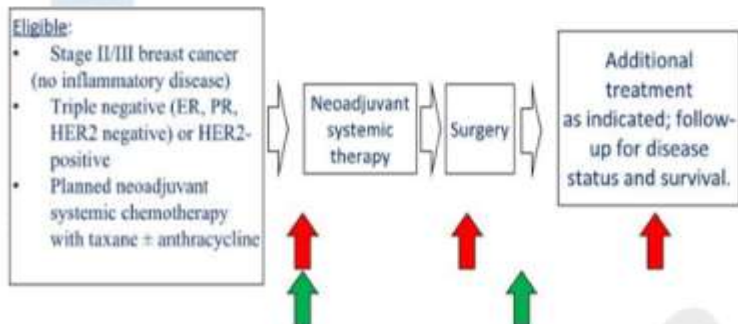 Eligible:
• Stage II/III breast cancer
(no inflammatory disease)
• Triple negative (ER, PR,
HER2 negative) or HER2-
positive
• Planned neoadjuvant
systemic chemotherapy
with taxane ± anthracycline
Neoadjuvant
systemic
therapy
Surgery
Additional
treatment
as indicated; follow-
up for disease
status and survival.